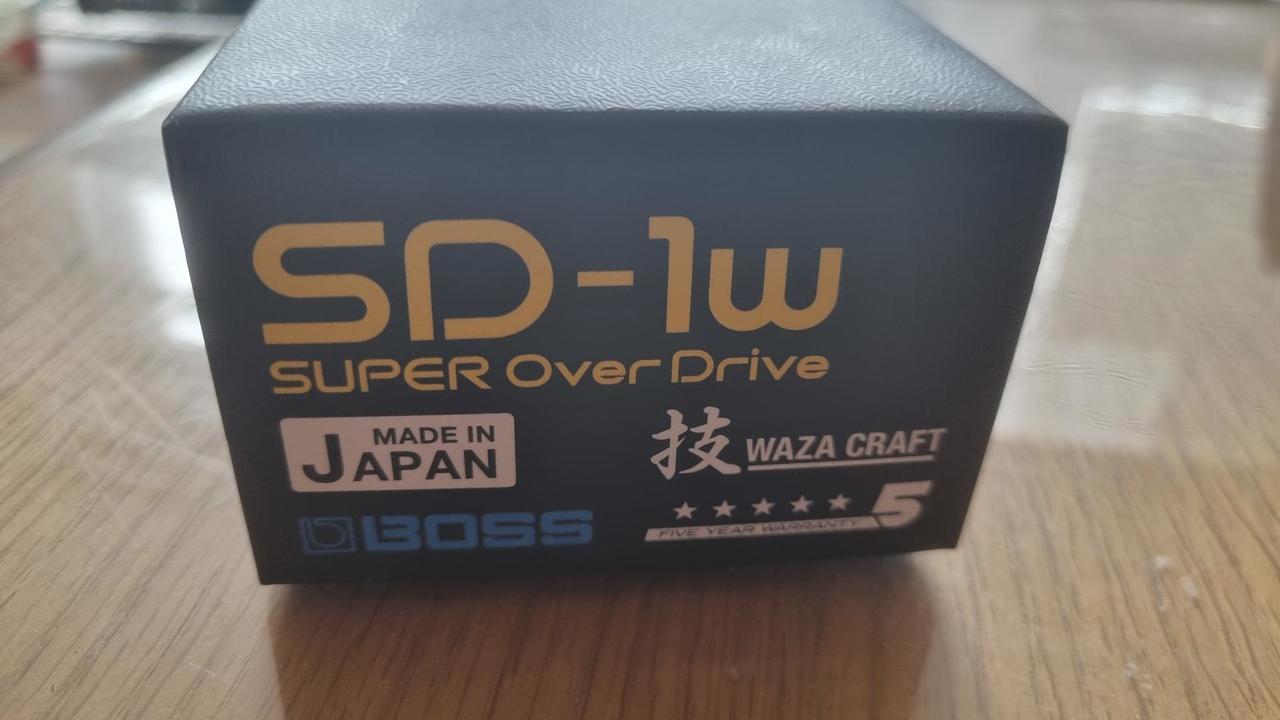 SD-1w
SUPER Over Drive
MADE IN
JAPAN
技 WAZA CRAFT
BOSS
5
FIVE YEAR WARRANTY